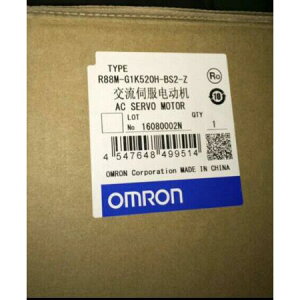 TYPE
R88M-G1K520H-BS2-Z
交流伺服电动机
AC SERVO MOTOR
LOT QTY
No 16080002N 1
4 547648 499514
OMRON Corporation MADE IN CHINA
OMRON